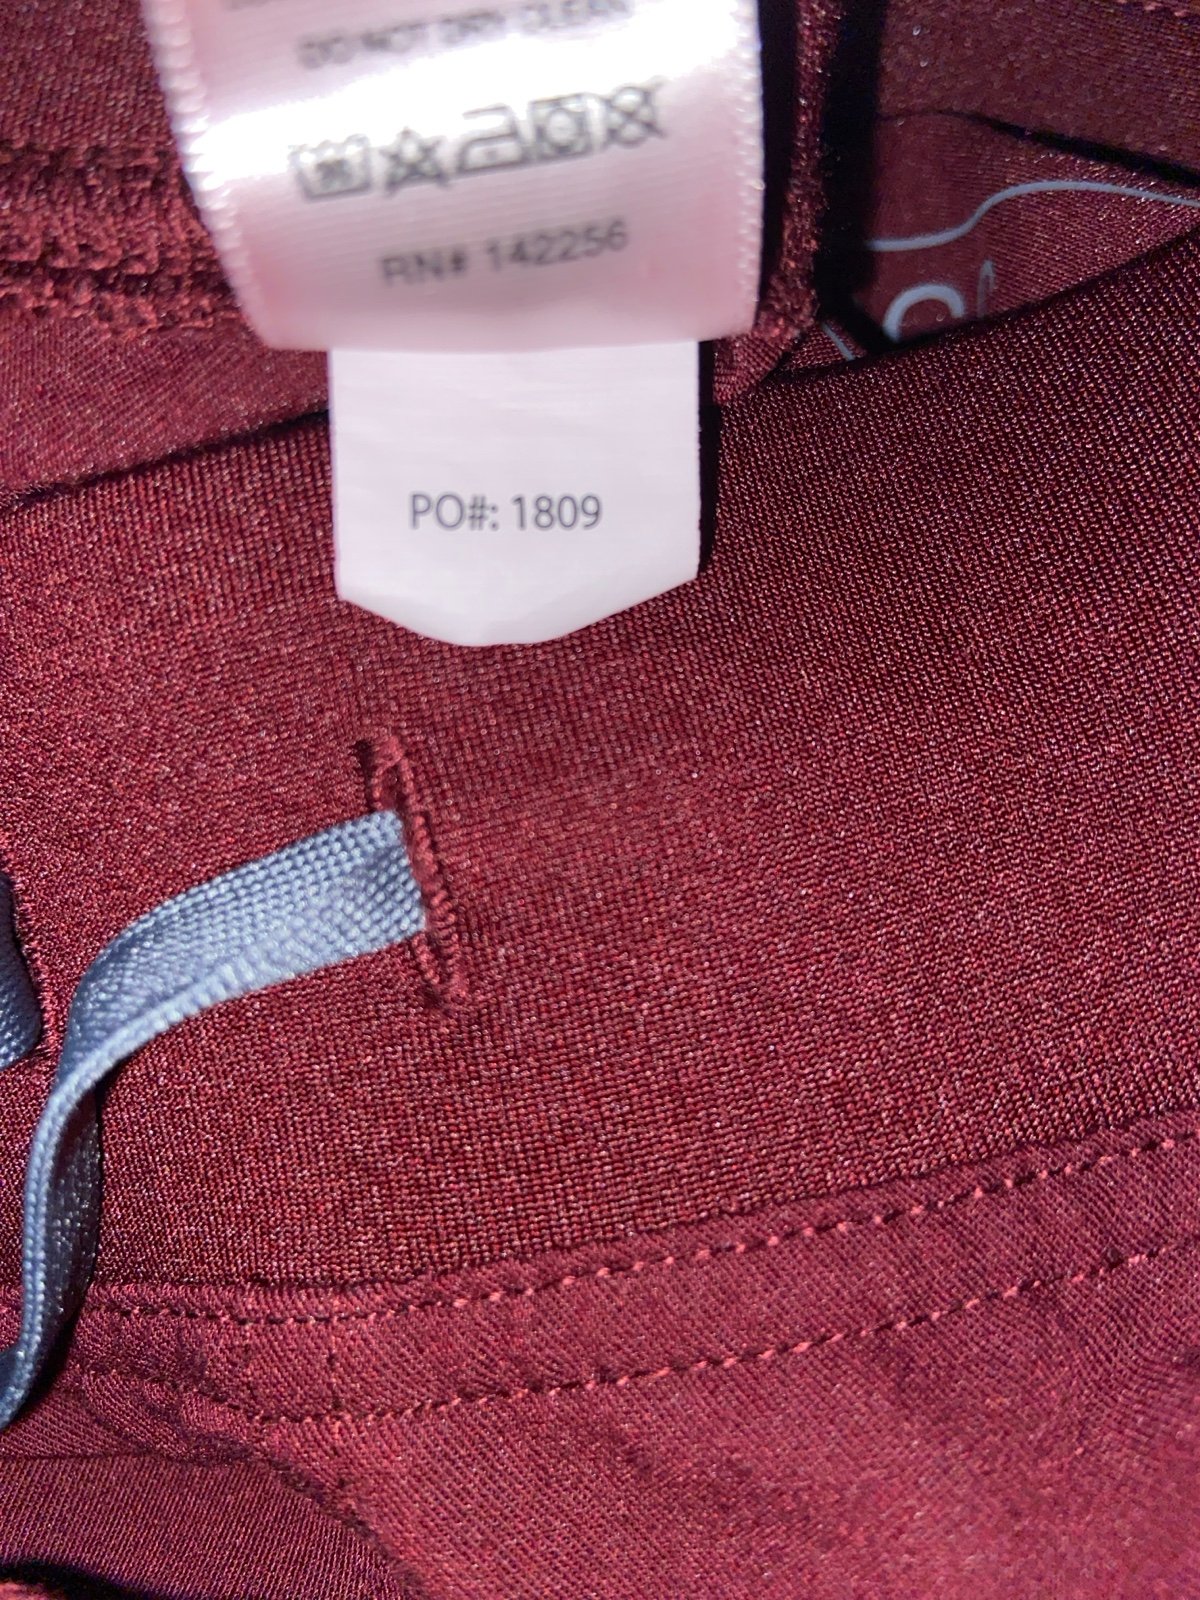 DO NOT DRY CLEAN
RN# 142256
PO#: 1809